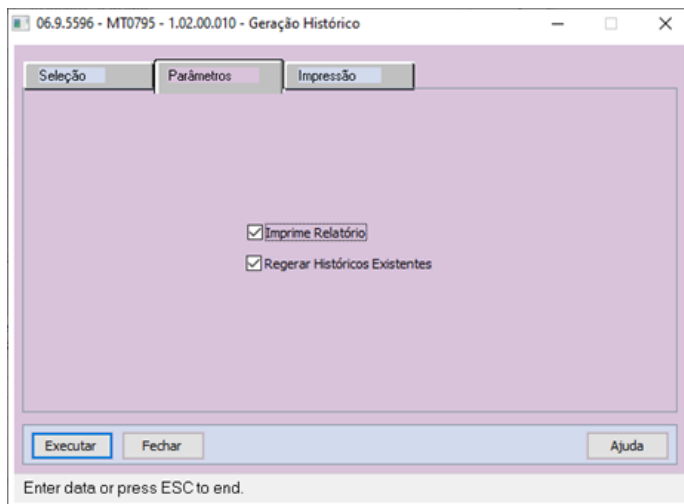 06.9.5596 - MT0795 - 1.02.00.010 - Geração Histórico
Seleção Parâmetros Impressão
Imprime Relatório
Regerar Históricos Existentes
Executar Fechar Ajuda
Enter data or press ESC to end.